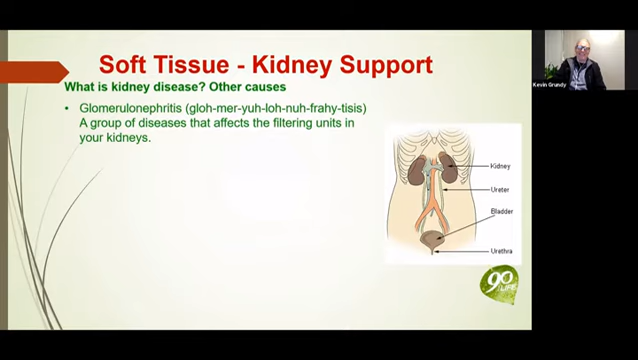 Soft Tissue - Kidney Support
What is kidney disease? Other causes
• Glomerulonephritis (gloh-mer-yuh-loh-nuh-frahy-tisis)
A group of diseases that affects the filtering units in
your kidneys.
Kidney
Ureter
Bladder
Urethra
90
LIFE
Kevin Grundy